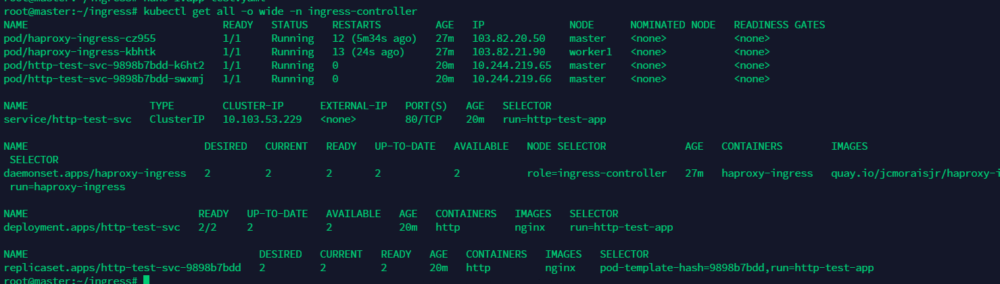 root@master:~/ingress# nano 1.app-test.yaml
root@master:~/ingress# kubectl get all -o wide -n ingress-controller
NAME READY STATUS RESTARTS AGE IP NODE NOMINATED NODE READINESS GATES
pod/haproxy-ingress-cz955 1/1 Running 12 (5m34s ago) 27m 103.82.20.50 master <none> <none>
pod/haproxy-ingress-kbhtk 1/1 Running 13 (24s ago) 27m 103.82.21.90 worker1 <none> <none>
pod/http-test-svc-9898b7bdd-k6ht2 1/1 Running 0 20m 10.244.219.65 master <none> <none>
pod/http-test-svc-9898b7bdd-swxmj 1/1 Running 0 20m 10.244.219.66 master <none> <none>
NAME TYPE CLUSTER-IP EXTERNAL-IP PORT(S) AGE SELECTOR
service/http-test-svc ClusterIP 10.103.53.229 <none> 80/TCP 20m run=http-test-app
NAME DESIRED CURRENT READY UP-TO-DATE AVAILABLE NODE SELECTOR AGE CONTAINERS IMAGES
SELECTOR
daemonset.apps/haproxy-ingress 2 2 2 2 2 role=ingress-controller 27m haproxy-ingress quay.io/jcmoraisjr/haproxy-i
run=haproxy-ingress
NAME READY UP-TO-DATE AVAILABLE AGE CONTAINERS IMAGES SELECTOR
deployment.apps/http-test-svc 2/2 2 2 20m http nginx run=http-test-app
NAME DESIRED CURRENT READY AGE CONTAINERS IMAGES SELECTOR
replicaset.apps/http-test-svc-9898b7bdd 2 2 2 20m http nginx pod-template-hash=9898b7bdd,run=http-test-app
root@master:~/ingress#